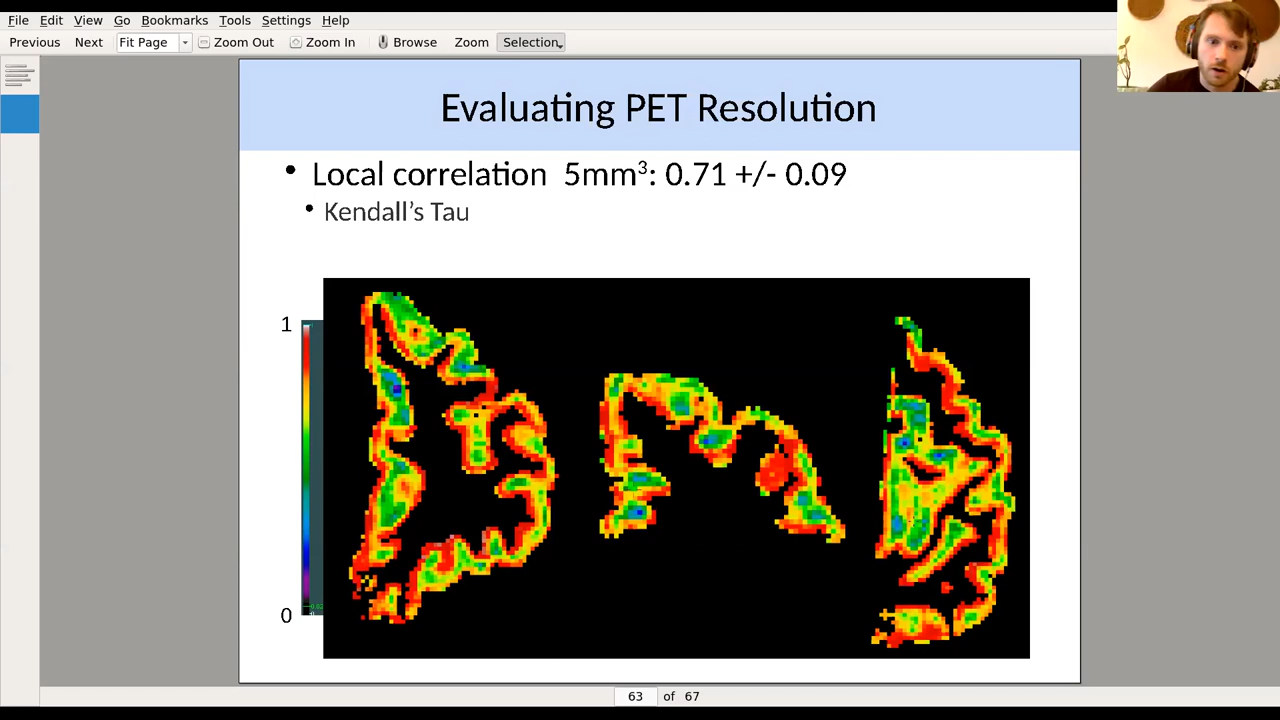 File Edit View Go Bookmarks Tools Settings Help
Previous Next Fit Page Zoom Out Zoom In Browse Zoom Selection
Evaluating PET Resolution
• Local correlation 5mm³: 0.71 +/- 0.09
• Kendall's Tau
1
0
63 of 67